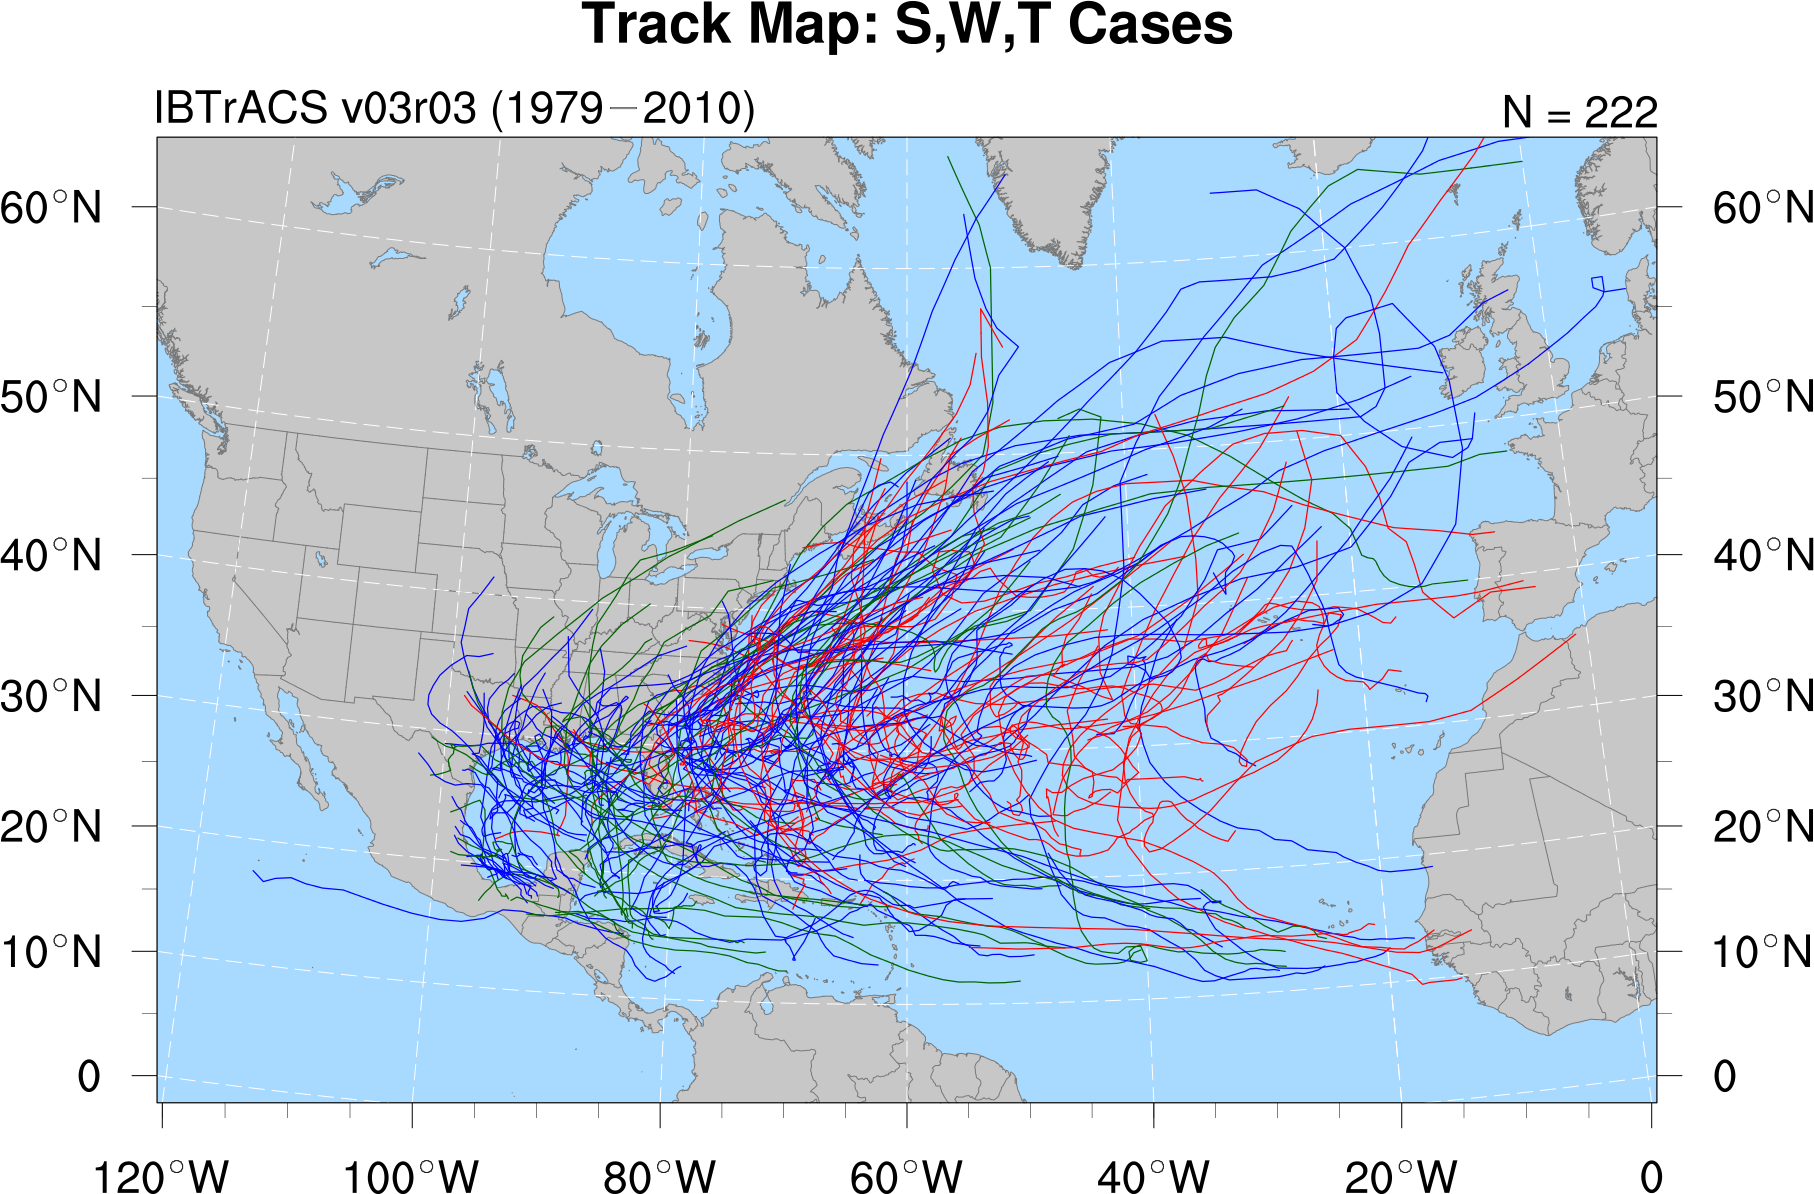 Track Map: S,W,T Cases
IBTrACS v03r03 (1979−2010)
N = 222
60°N 60°N
50°N 50°N
40°N 40°N
30°N 30°N
20°N 20°N
10°N 10°N
0 0
120°W 100°W 80°W 60°W 40°W 20°W 0